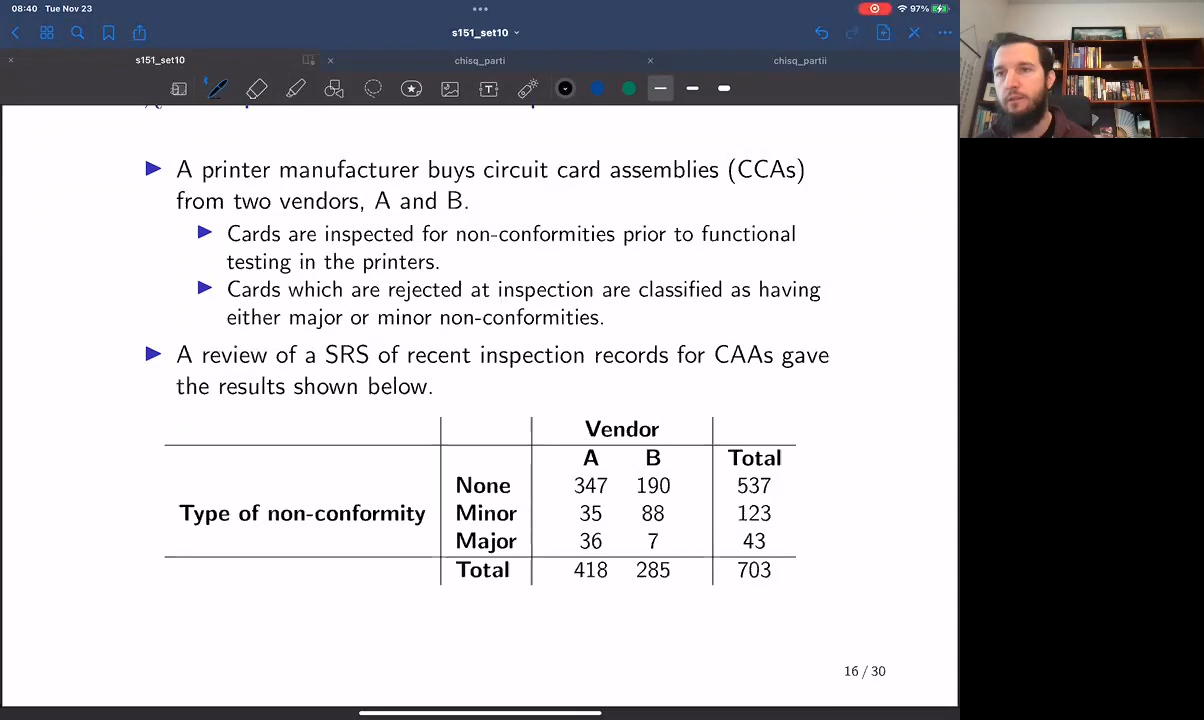 08:40 Tue Nov 23
97%
s151_set10
s151_set10
chisq_parti
chisq_partii
A printer manufacturer buys circuit card assemblies (CCAs)
from two vendors, A and B.
Cards are inspected for non-conformities prior to functional
testing in the printers.
Cards which are rejected at inspection are classified as having
either major or minor non-conformities.
A review of a SRS of recent inspection records for CAAs gave
the results shown below.
Vendor
A B Total
None 347 190 537
Type of non-conformity Minor 35 88 123
Major 36 7 43
Total 418 285 703
16 / 30